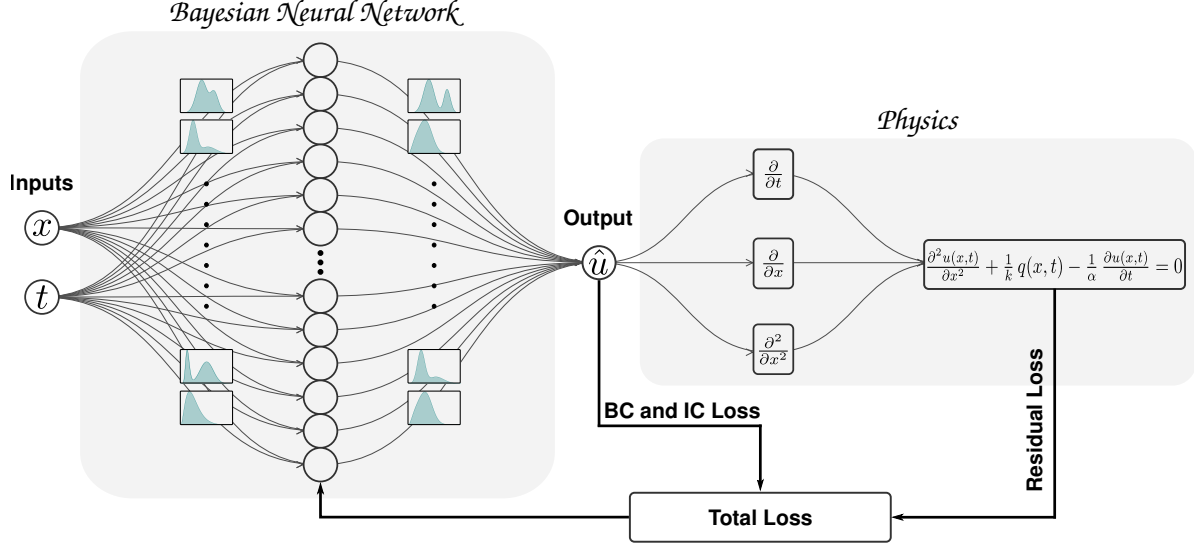 Bayesian Neural Network
Physics
Inputs
x
t
Output
û
∂/∂t
∂/∂x
∂²/∂x²
∂²u(x,t)/∂x² + 1/k q(x,t) − 1/α ∂u(x,t)/∂t = 0
BC and IC Loss
Residual Loss
Total Loss